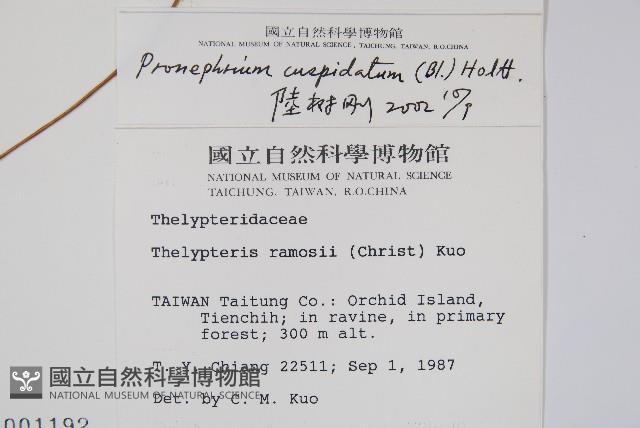 國立自然科學博物館
NATIONAL MUSEUM OF NATURAL SCIENCE, TAICHUNG, TAIWAN, R.O.CHINA
Pronephrium cuspidatum (Bl.) Holtt.
陸樹剛 2002
國立自然科學博物館
NATIONAL MUSEUM OF NATURAL SCIENCE
TAICHUNG, TAIWAN, R.O.CHINA
Thelypteridaceae
Thelypteris ramosii (Christ) Kuo
TAIWAN Taitung Co.: Orchid Island,
Tienchih; in ravine, in primary
forest; 300 m alt.
T. Y. Chiang 22511; Sep 1, 1987
國立自然科學博物館
NATIONAL MUSEUM OF NATURAL SCIENCE
Det. by C. M. Kuo
001192